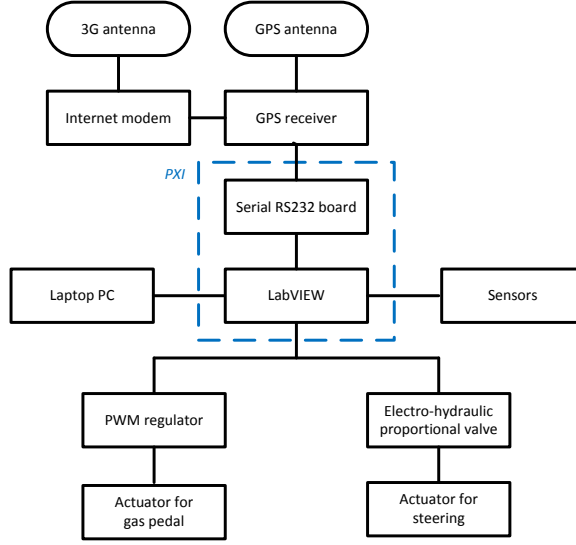 3G antenna
GPS antenna
Internet modem
GPS receiver
PXI
Serial RS232 board
Laptop PC
LabVIEW
Sensors
PWM regulator
Electro-hydraulic
proportional valve
Actuator for
gas pedal
Actuator for
steering